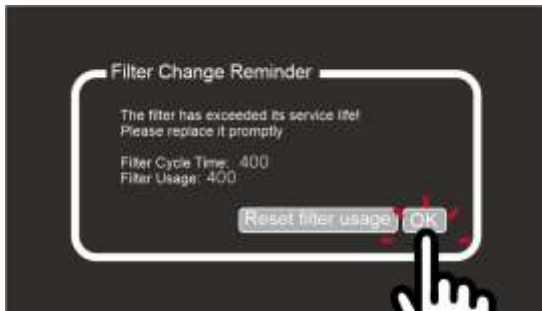 Filter Change Reminder
The filter has exceeded its service life!
Please replace it promptly
Filter Cycle Time: 400
Filter Usage: 400
Reset filter usage
OK